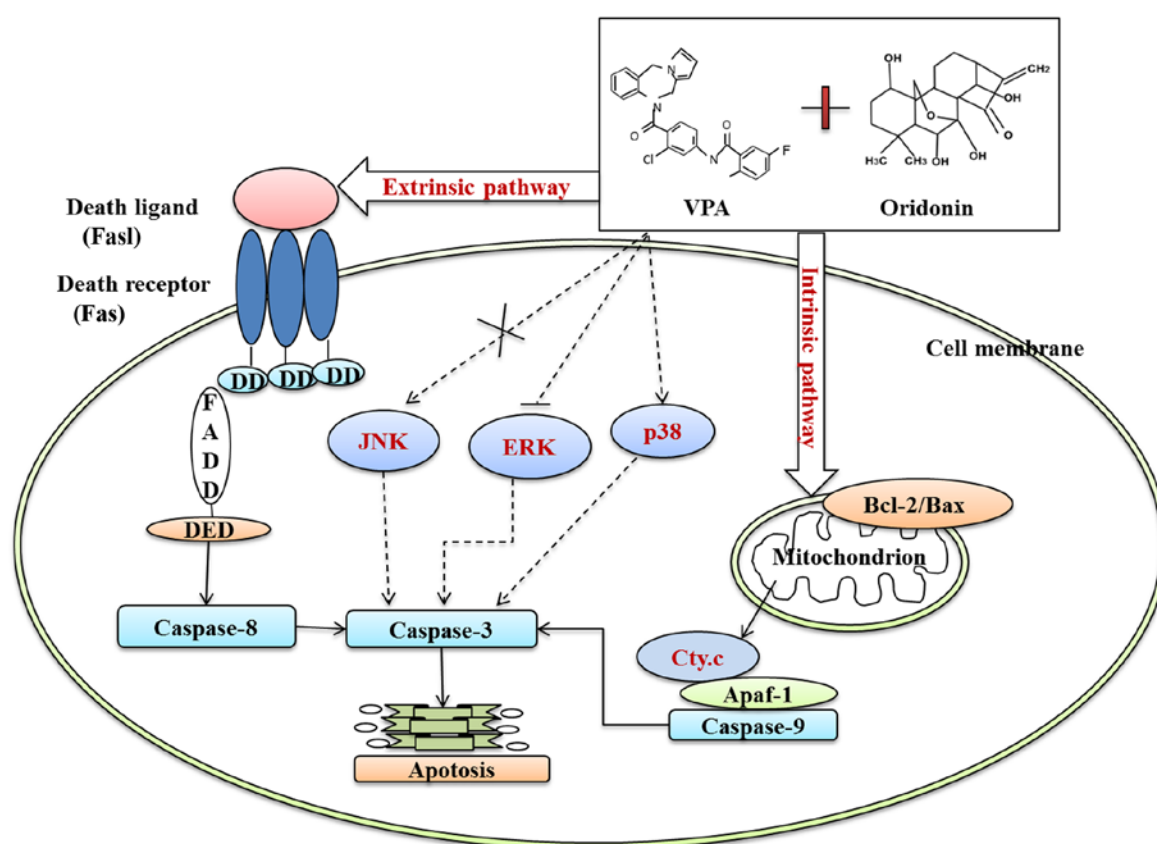 OH
CH2
OH
O
O
H3C
CH3
OH
OH
N
N
O
Cl
N
O
F
VPA
Oridonin
Extrinsic pathway
Intrinsic pathway
Death ligand
(Fasl)
Death receptor
(Fas)
Cell membrane
DD
DD
DD
F
A
D
D
DED
JNK
ERK
p38
Bcl-2/Bax
Mitochondrion
Caspase-8
Caspase-3
Cty.c
Apaf-1
Caspase-9
Apotosis